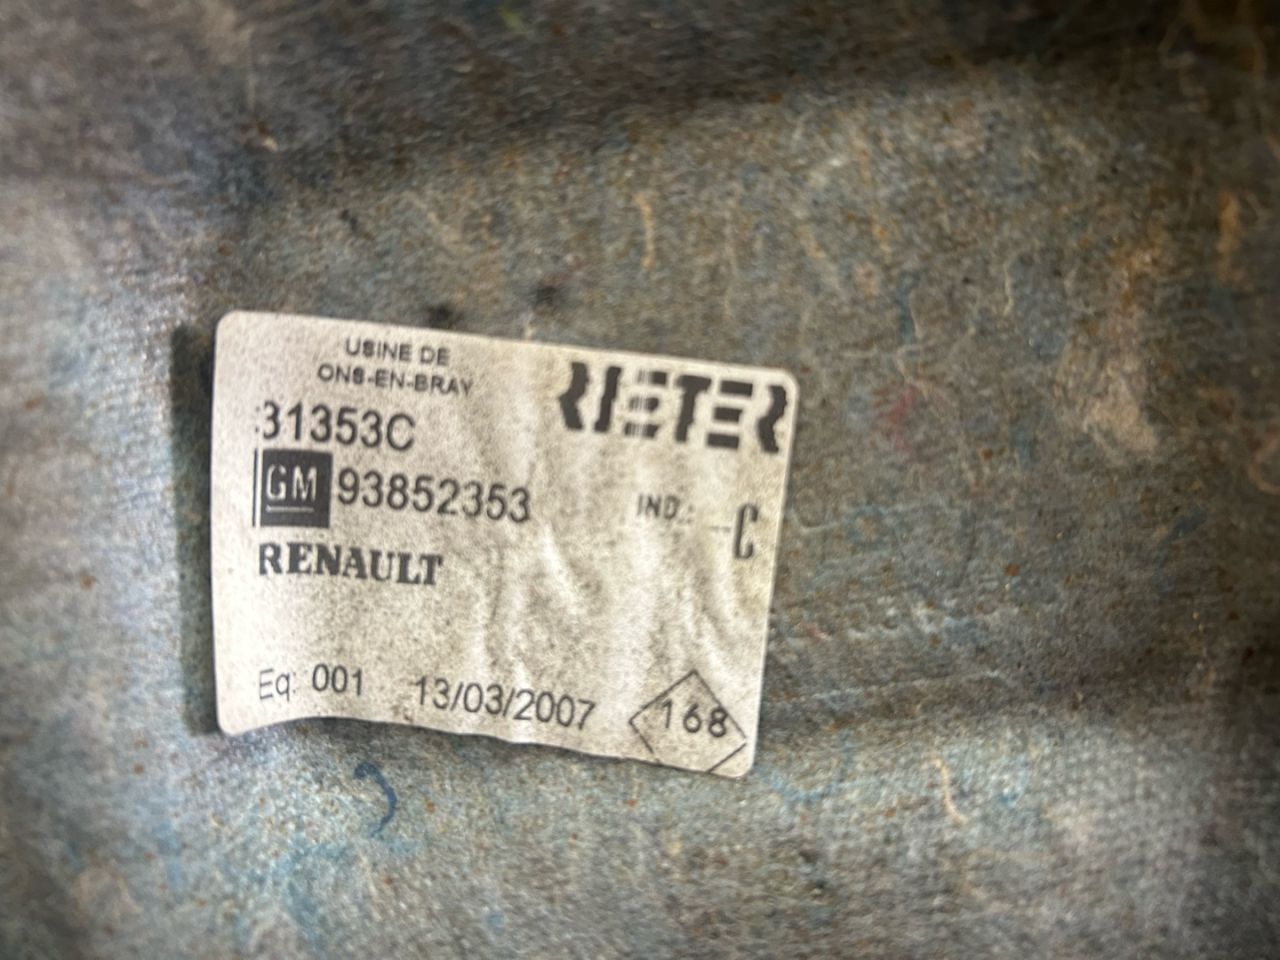 USINE DE
ONS-EN-BRAY
RIETER
31353C
GM 93852353
IND.: C
RENAULT
Eq: 001 13/03/2007 168